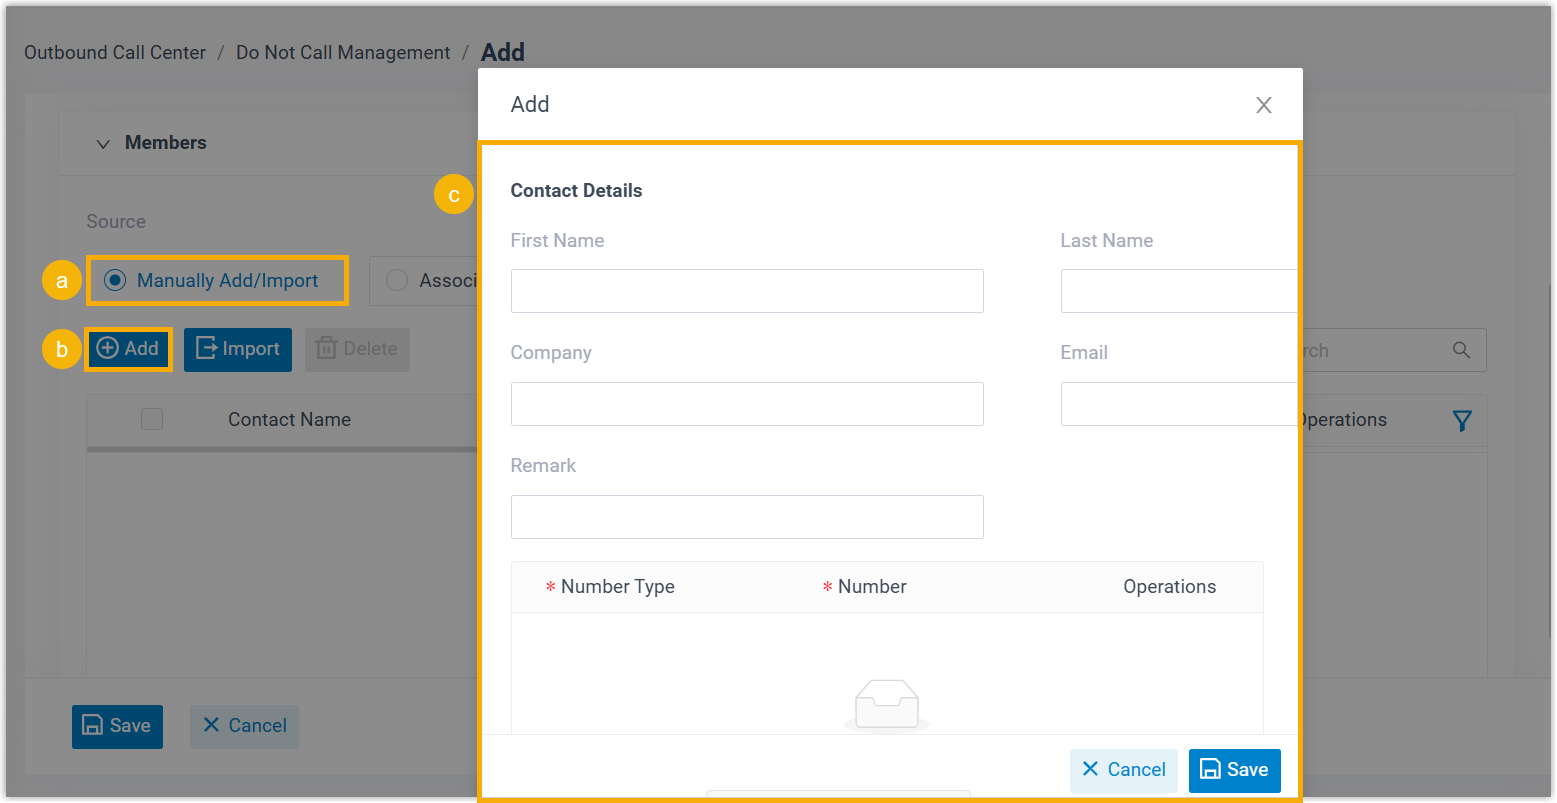 Outbound Call Center / Do Not Call Management / Add
Add
Members
c
Contact Details
Source
First Name
Last Name
a
Manually Add/Import
Associ
b
Add
Import
Delete
Company
Email
rch
Contact Name
Operations
Remark
* Number Type
* Number
Operations
Save
Cancel
Cancel
Save